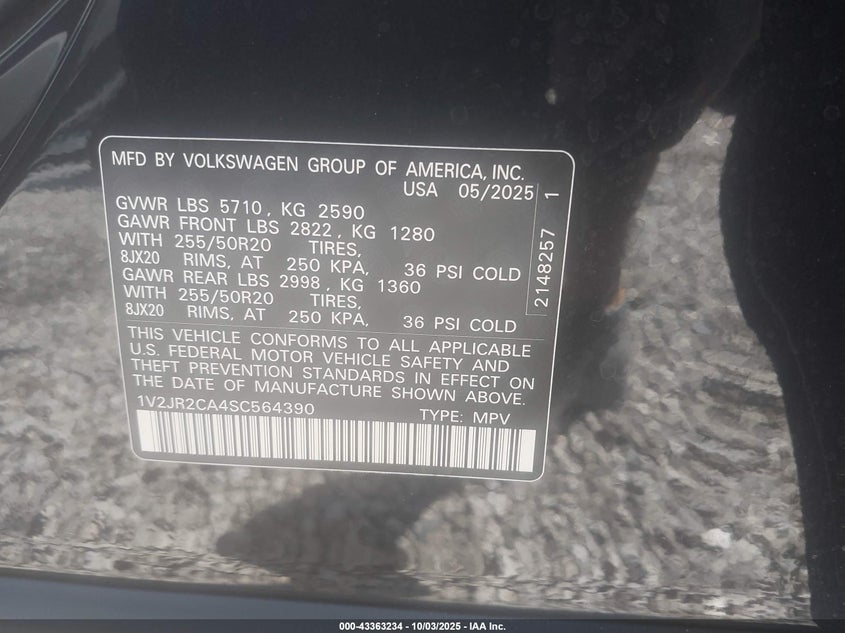 MFD BY VOLKSWAGEN GROUP OF AMERICA, INC.
USA 05/2025
GVWR LBS 5710, KG 2590
GAWR FRONT LBS 2822, KG 1280
WITH 255/50R20 TIRES,
8JX20 RIMS, AT 250 KPA, 36 PSI COLD
GAWR REAR LBS 2998, KG 1360
WITH 255/50R20 TIRES,
8JX20 RIMS, AT 250 KPA, 36 PSI COLD
2148257 1
THIS VEHICLE CONFORMS TO ALL APPLICABLE
U.S. FEDERAL MOTOR VEHICLE SAFETY AND
THEFT PREVENTION STANDARDS IN EFFECT ON
THE DATE OF MANUFACTURE SHOWN ABOVE.
1V2JR2CA4SC564390 TYPE: MPV
000-43363234 - 10/03/2025 - IAA Inc.